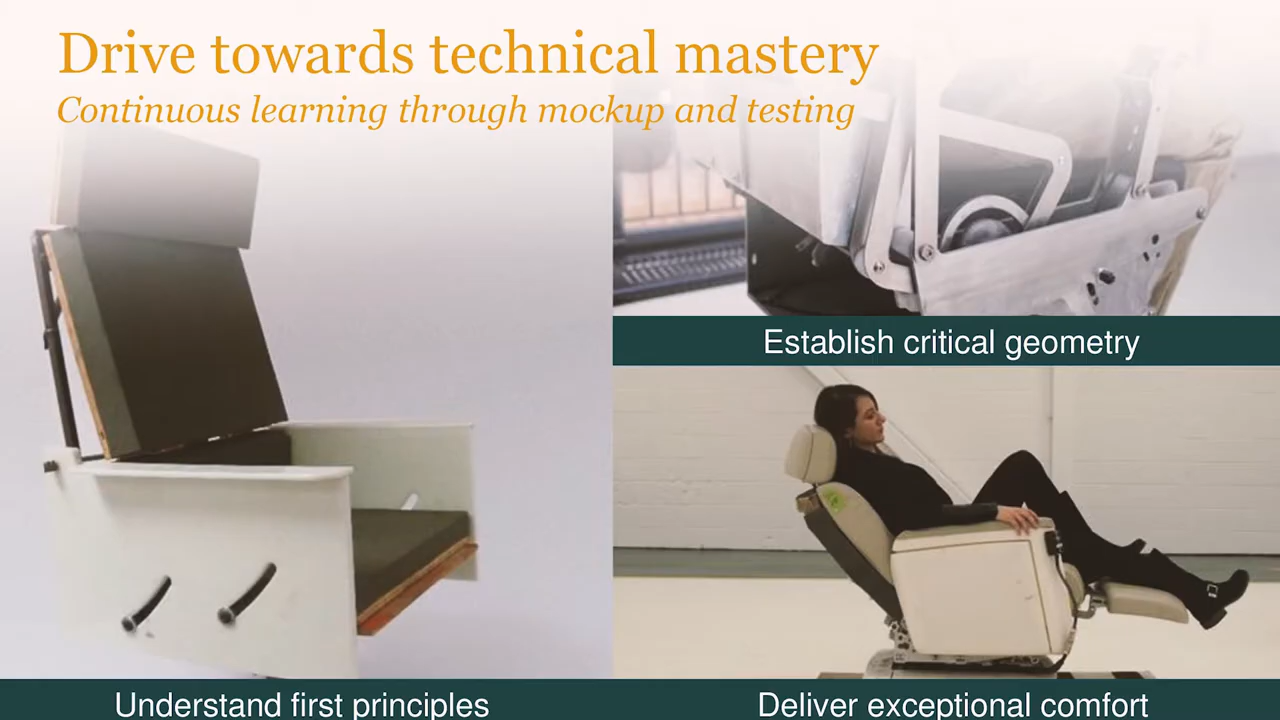 Drive towards technical mastery
Continuous learning through mockup and testing
Establish critical geometry
Understand first principles
Deliver exceptional comfort